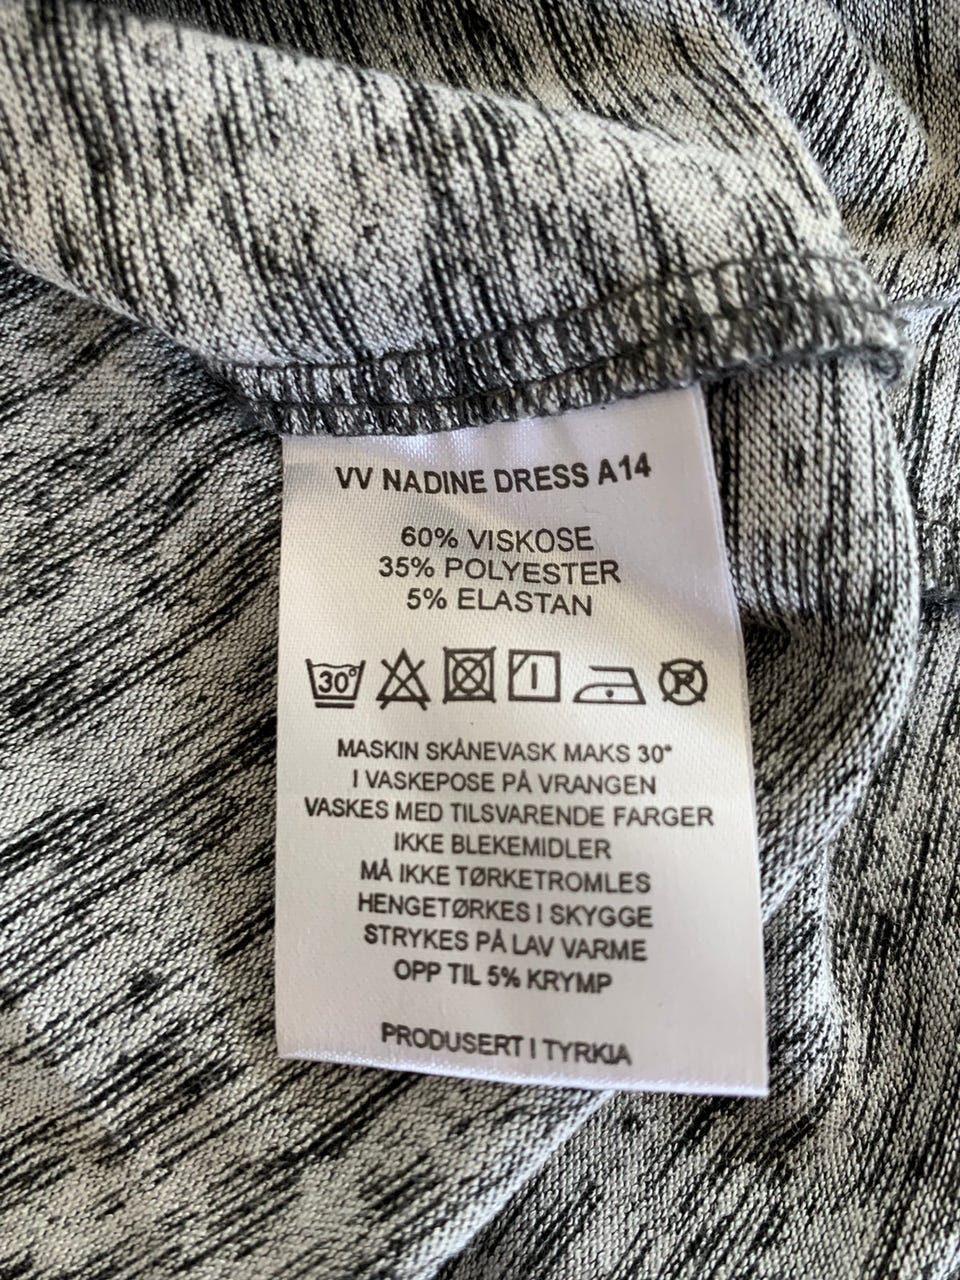 VV NADINE DRESS A14
60% VISKOSE
35% POLYESTER
5% ELASTAN
30° I P
MASKIN SKÅNEVASK MAKS 30°
I VASKEPOSE PÅ VRANGEN
VASKES MED TILSVARENDE FARGER
IKKE BLEKEMIDLER
MÅ IKKE TØRKETROMLES
HENGETØRKES I SKYGGE
STRYKES PÅ LAV VARME
OPP TIL 5% KRYMP
PRODUSERT I TYRKIA